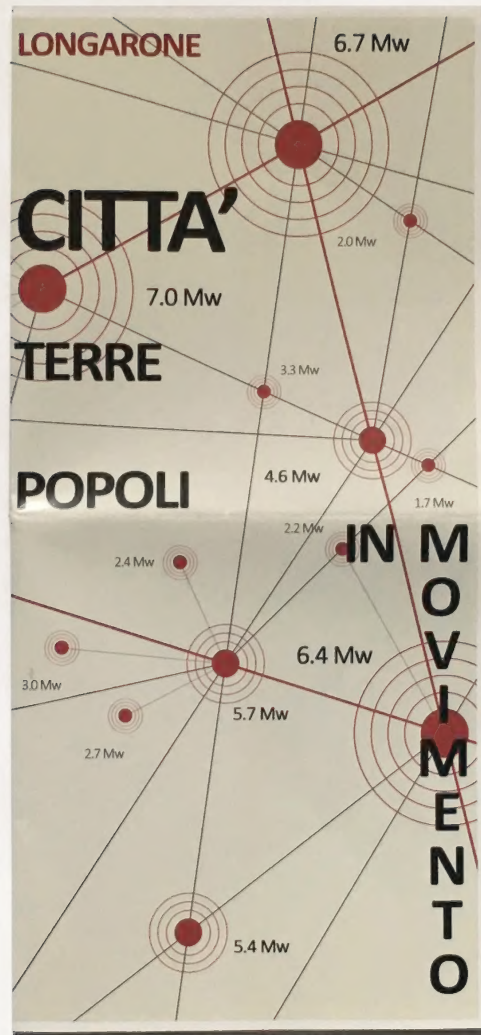 LONGARONE
6.7 Mw
CITTA'
2.0 Mw
7.0 Mw
TERRE
3.3 Mw
4.6 Mw
POPOLI
1.7 Mw
2.2 Mw
IN MOVIMENTO
2.4 Mw
6.4 Mw
3.0 Mw
5.7 Mw
2.7 Mw
5.4 Mw